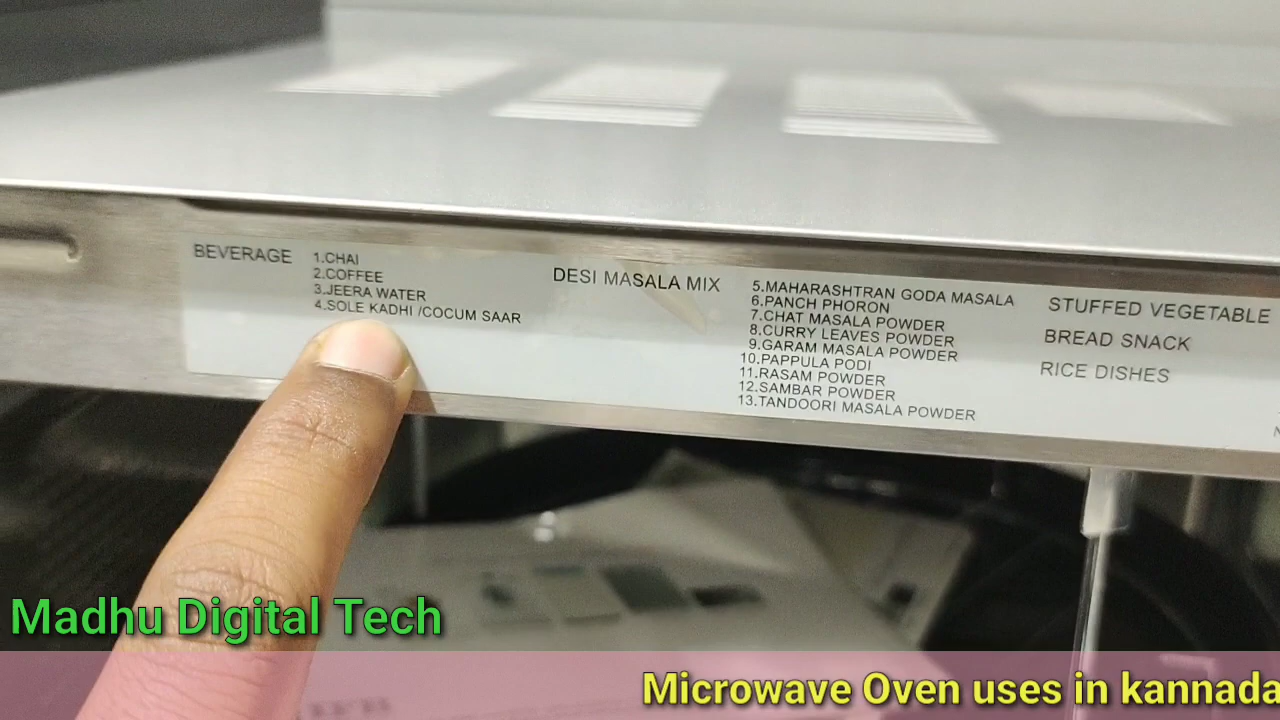 BEVERAGE
1.CHAI
2.COFFEE
3.JEERA WATER
4.SOLE KADHI /COCUM SAAR
DESI MASALA MIX
5.MAHARASHTRAN GODA MASALA
6.PANCH PHORON
7.CHAT MASALA POWDER
8.CURRY LEAVES POWDER
9.GARAM MASALA POWDER
10.PAPPULA PODI
11.RASAM POWDER
12.SAMBAR POWDER
13.TANDOORI MASALA POWDER
STUFFED VEGETABLE
BREAD SNACK
RICE DISHES
Madhu Digital Tech
Microwave Oven uses in kannada